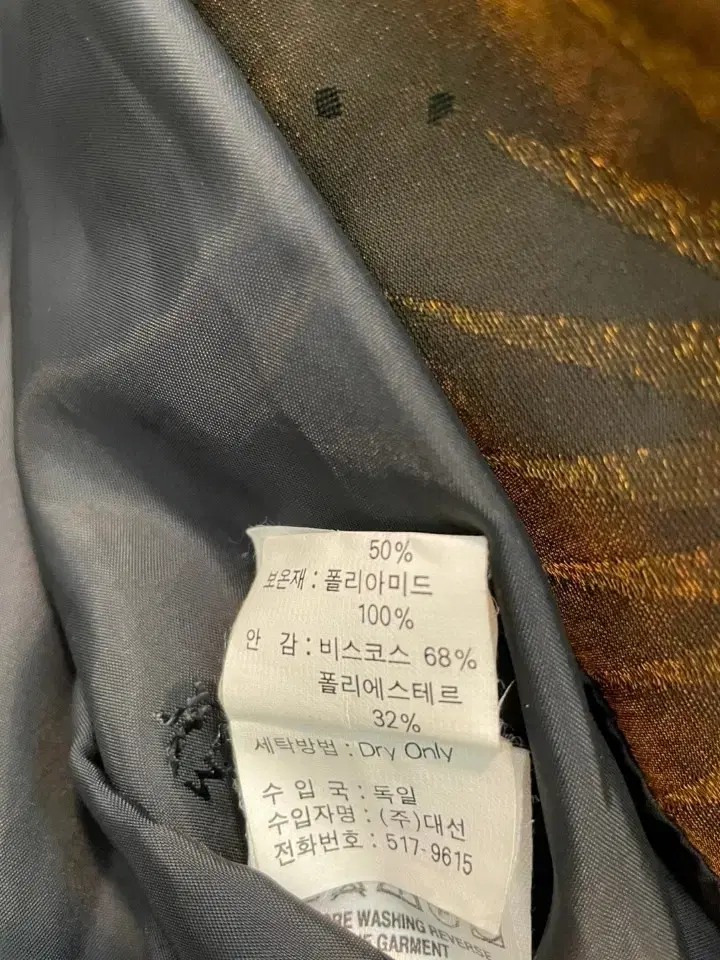 50%
보온재 : 폴리아미드
100%
안 감 : 비스코스 68%
폴리에스테르
32%
세탁방법 : Dry Only
수 입 국 : 독일
수입자명 : (주)대선
전화번호 : 517-9615
WASHING REVERSE
GARMENT